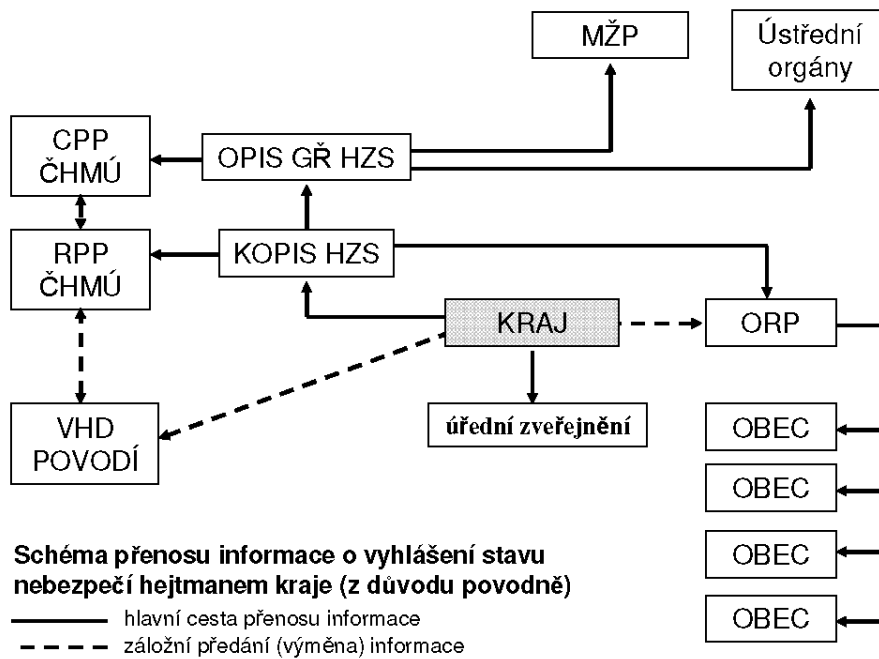 MŽP
Ústřední
orgány
CPP
ČHMÚ
OPIS GŘ HZS
RPP
ČHMÚ
KOPIS HZS
KRAJ
ORP
VHD
POVODÍ
úřední zveřejnění
OBEC
OBEC
OBEC
OBEC
Schéma přenosu informace o vyhlášení stavu
nebezpečí hejtmanem kraje (z důvodu povodně)
hlavní cesta přenosu informace
záložní předání (výměna) informace